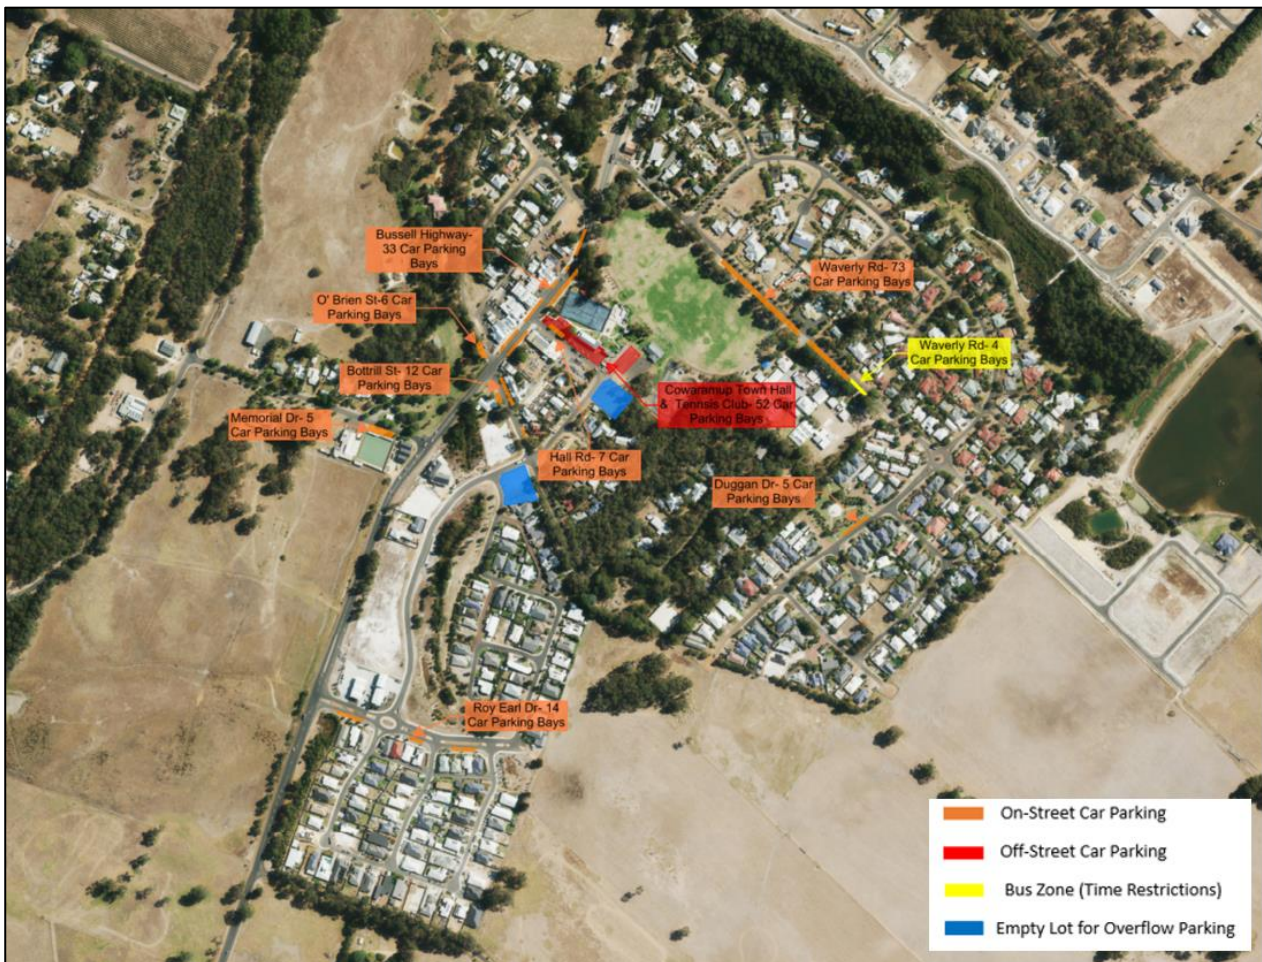 Bussell Highway-
33 Car Parking
Bays
O' Brien St-6 Car
Parking Bays
Bottrill St- 12 Car
Parking Bays
Memorial Dr- 5
Car Parking Bays
Waverly Rd- 73
Car Parking Bays
Waverly Rd- 4
Car Parking Bays
Cowaramup Town Hall
& Tennsis Club- 52 Car
Parking Bays
Hall Rd- 7 Car
Parking Bays
Duggan Dr- 5 Car
Parking Bays
Roy Earl Dr- 14
Car Parking Bays
On-Street Car Parking
Off-Street Car Parking
Bus Zone (Time Restrictions)
Empty Lot for Overflow Parking